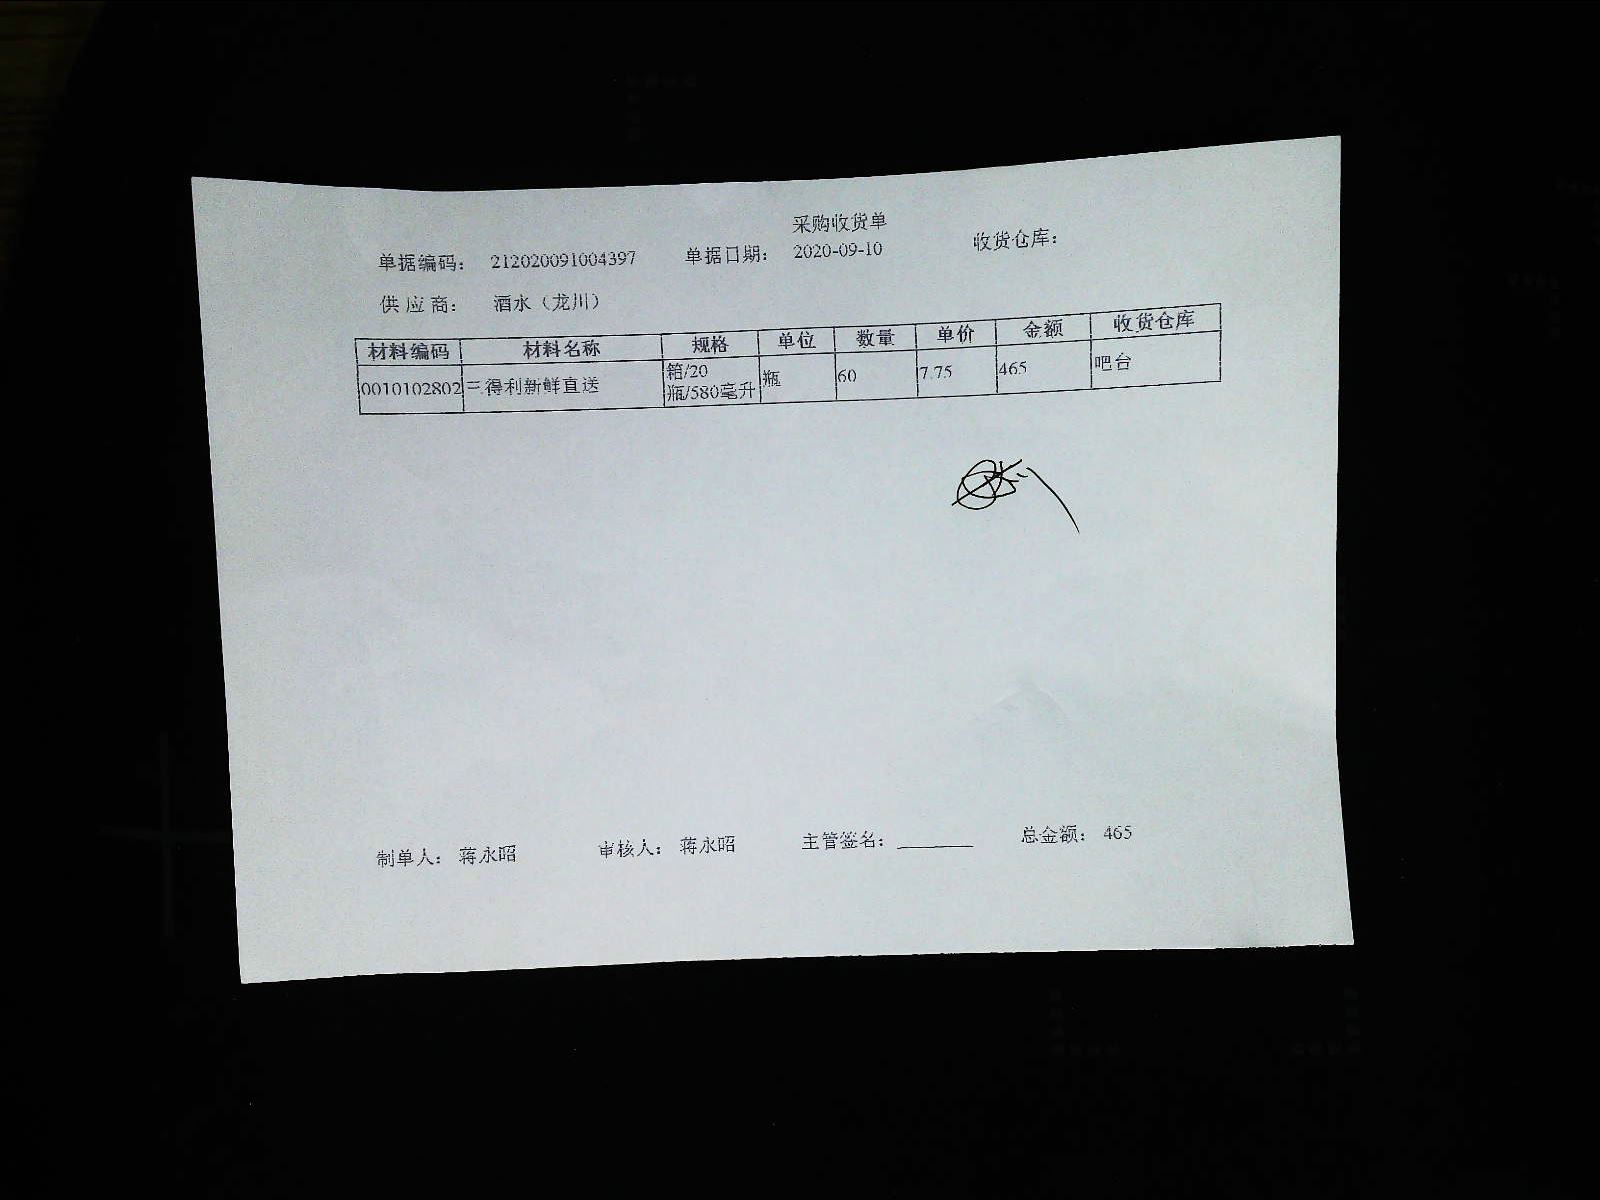 采购收货单
单据编码： 212020091004397 单据日期： 2020-09-10 收货仓库：
供 应 商： 酒水（龙川）
材料编码 材料名称 规格 单位 数量 单价 金额 收货仓库
0010102802 三得利新鲜直送 箱/20 瓶 60 7.75 465 吧台
瓶/580毫升
制单人： 蒋永昭 审核人： 蒋永昭 主管签名： 总金额： 465